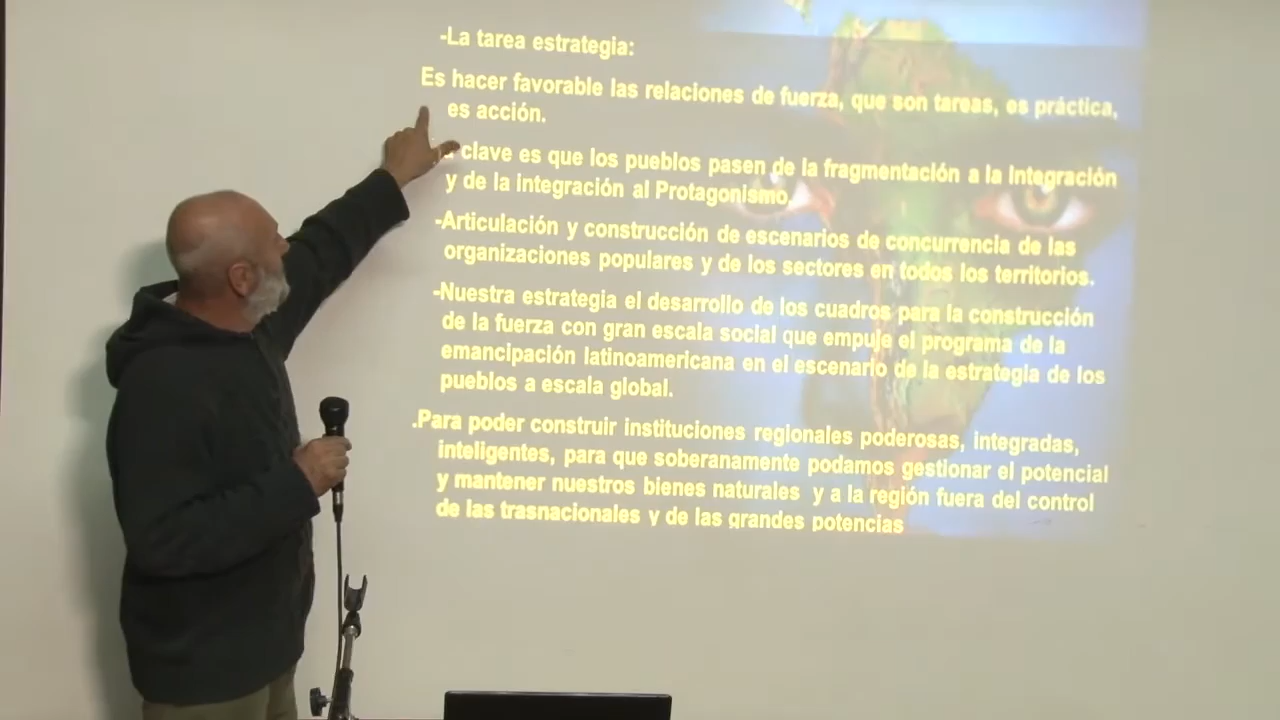 -La tarea estrategia:
Es hacer favorable las relaciones de fuerza, que son tareas, es práctica,
es acción.
clave es que los pueblos pasen de la fragmentación a la integración
y de la integración al Protagonismo.
-Articulación y construcción de escenarios de concurrencia de las
organizaciones populares y de los sectores en todos los territorios.
-Nuestra estrategia el desarrollo de los cuadros para la construcción
de la fuerza con gran escala social que empuje el programa de la
emancipación latinoamericana en el escenario de la estrategia de los
pueblos a escala global.
.Para poder construir instituciones regionales poderosas, integradas,
inteligentes, para que soberanamente podamos gestionar el potencial
y mantener nuestros bienes naturales y a la región fuera del control
de las trasnacionales y de las grandes potencias